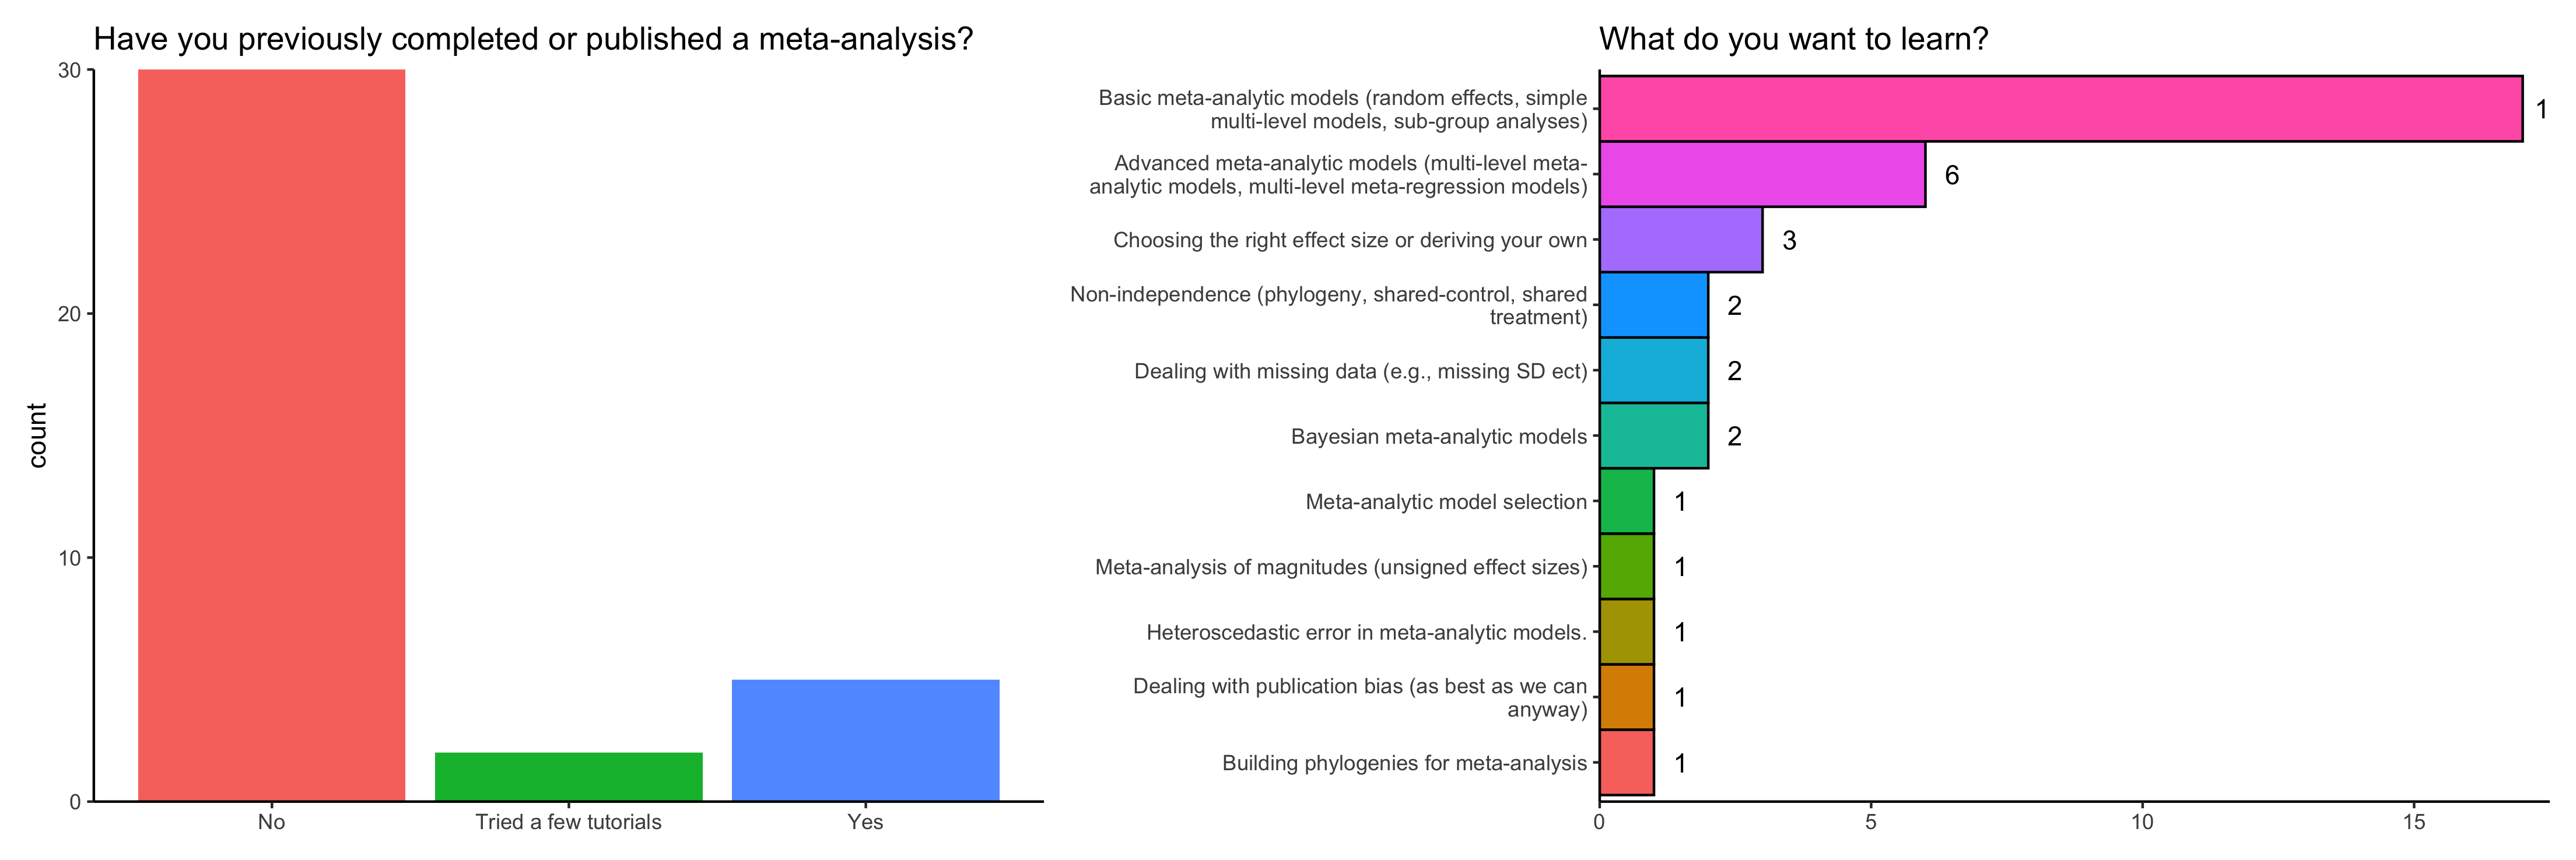 Have you previously completed or published a meta-analysis?
30
20
10
0
count
No
Tried a few tutorials
Yes
What do you want to learn?
Basic meta-analytic models (random effects, simple
multi-level models, sub-group analyses)
1
Advanced meta-analytic models (multi-level meta-
analytic models, multi-level meta-regression models)
6
Choosing the right effect size or deriving your own
3
Non-independence (phylogeny, shared-control, shared
treatment)
2
Dealing with missing data (e.g., missing SD ect)
2
Bayesian meta-analytic models
2
Meta-analytic model selection
1
Meta-analysis of magnitudes (unsigned effect sizes)
1
Heteroscedastic error in meta-analytic models.
1
Dealing with publication bias (as best as we can
anyway)
1
Building phylogenies for meta-analysis
1
0
5
10
15